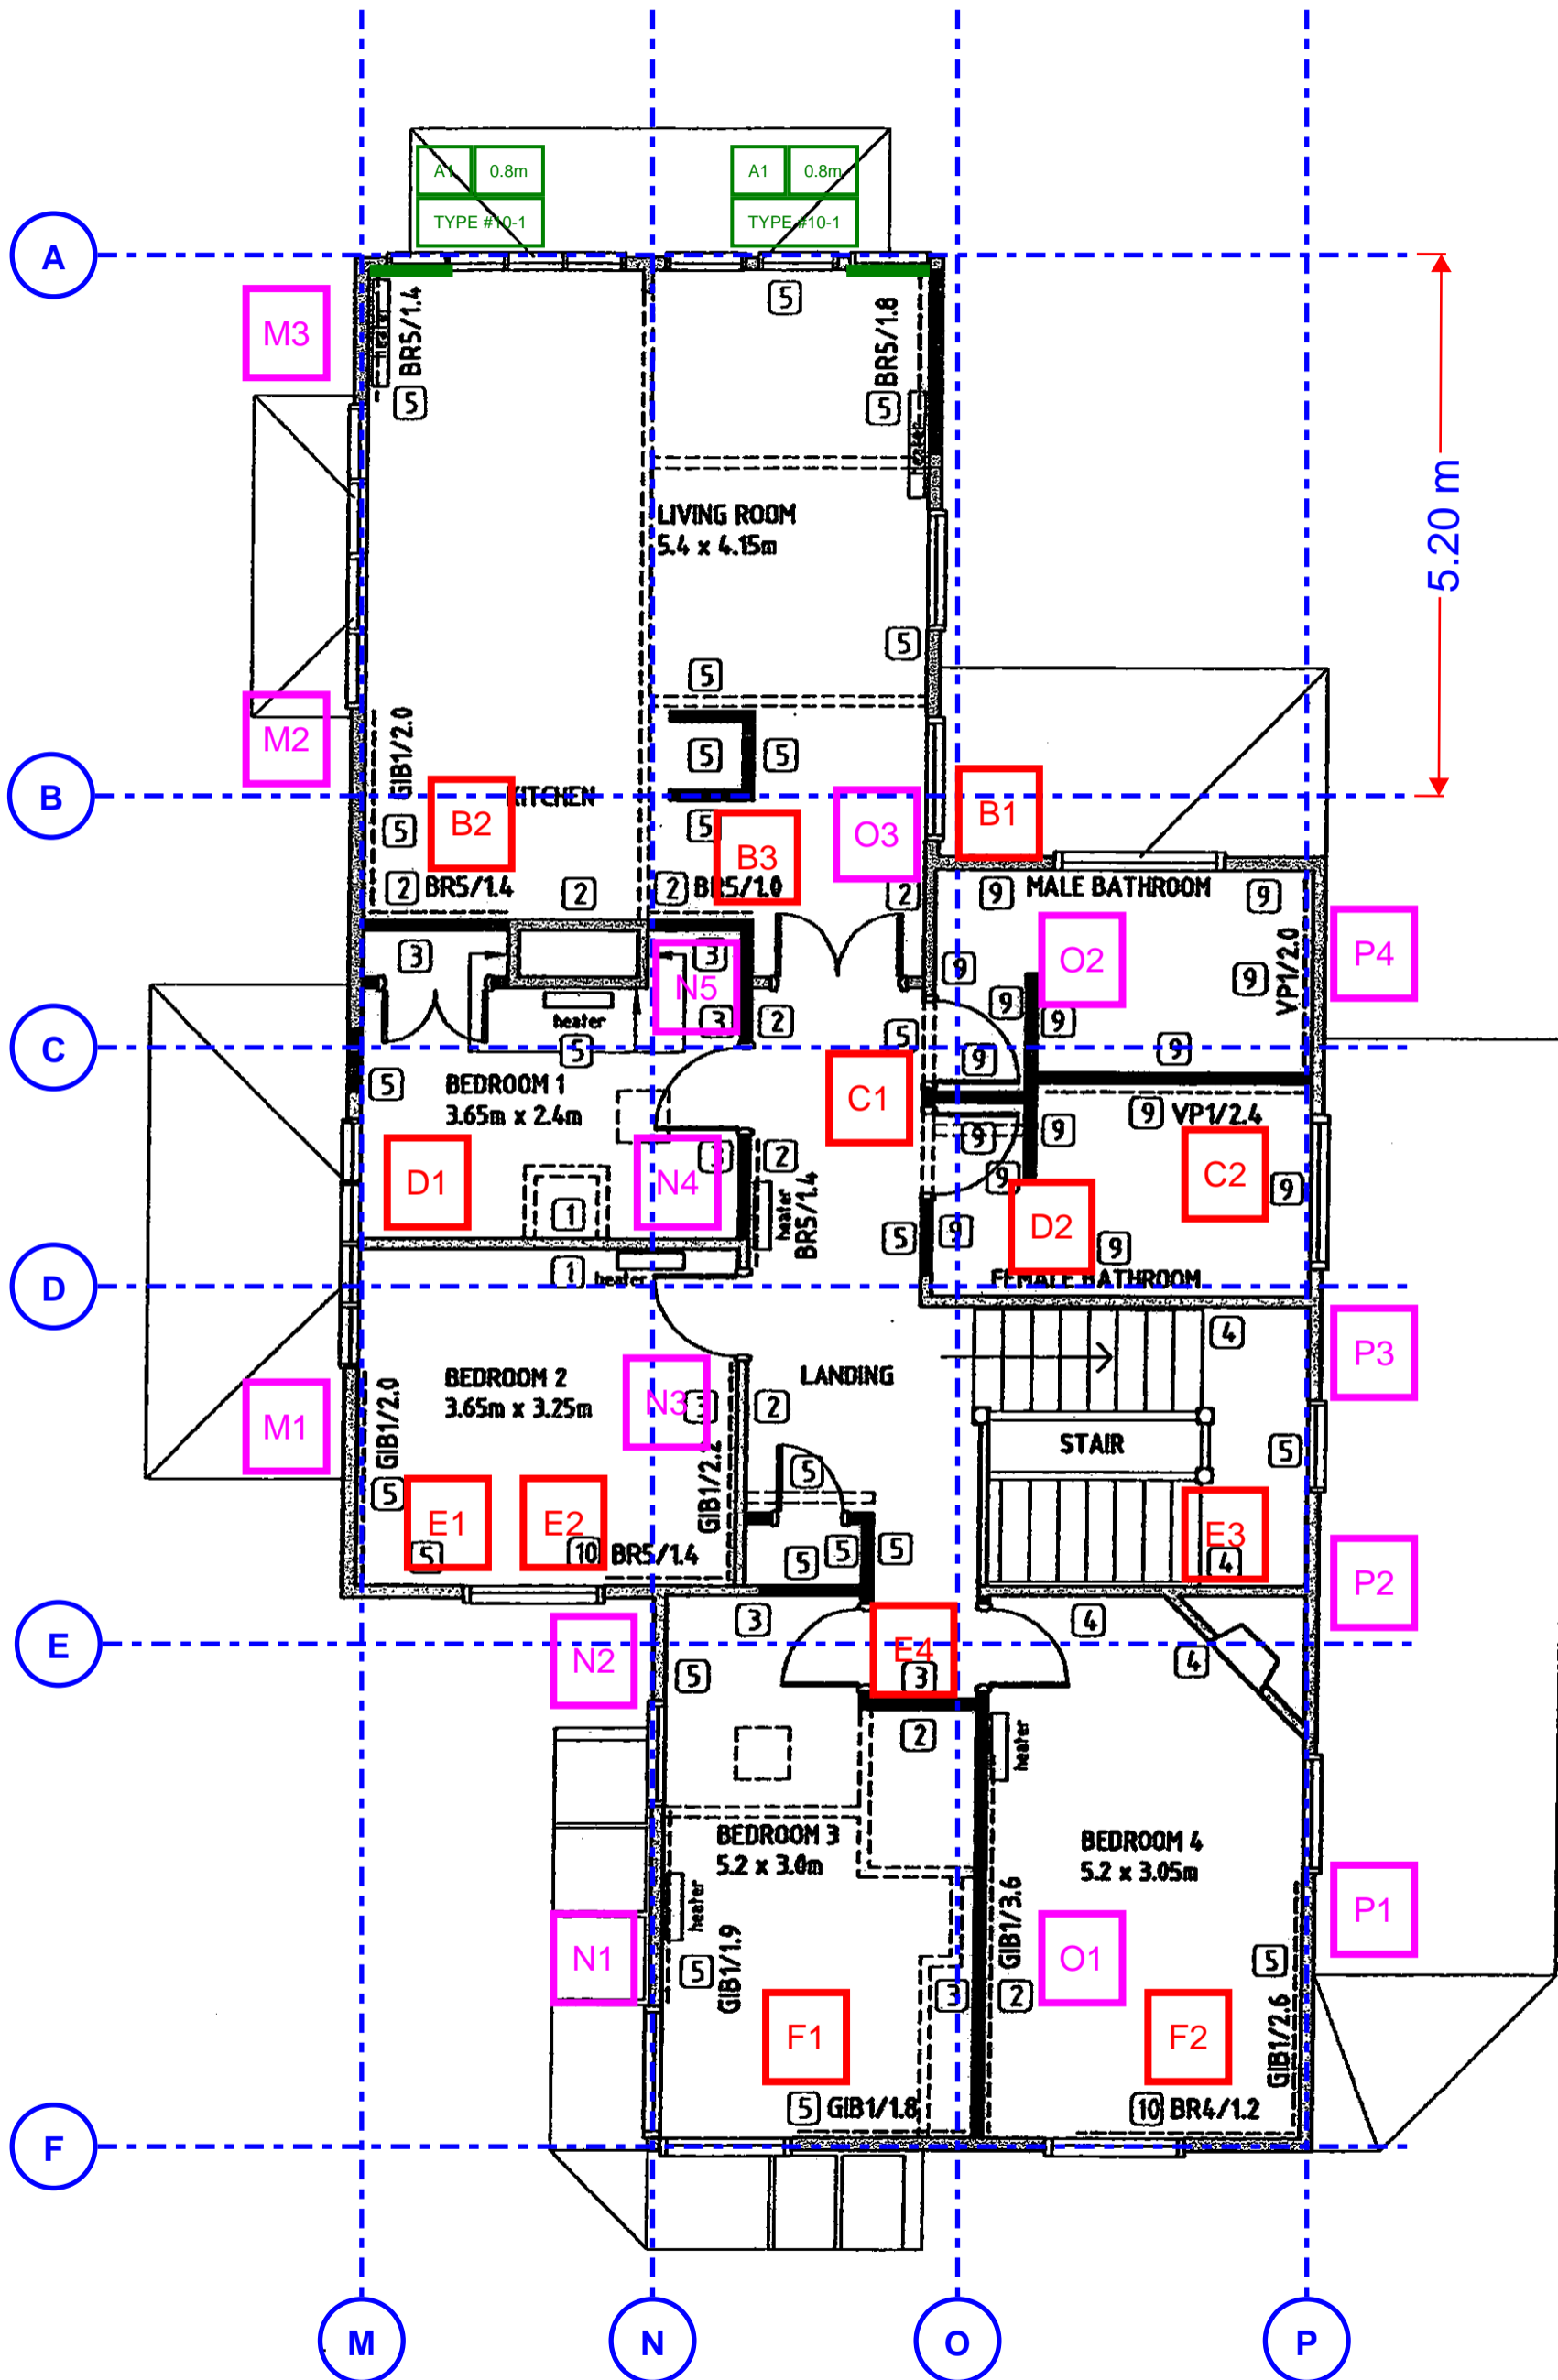 A1 0.8m
TYPE #10-1
A1 0.8m
TYPE #10-1
A
M3
heater
BR5/1.4
5
5
BR5/1.8
5
heater
LIVING ROOM
5.4 x 4.15m
5.20 m
5
5
M2
GIB1/2.0
5
5
B
KITCHEN
B2
5
5
B3
O3
B1
2 BR5/1.4
2
2 BR5/1.0
2
9
MALE BATHROOM
9
3
3
N5
9
O2
9
VP1/2.0
P4
heater
3
2
5
9
9
C
5
9
9
5
BEDROOM 1
3.65m x 2.4m
C1
9 VP1/2.4
9
9
D1
N4
3
2
heater
BR5/1.4
9
C2
9
1
5
9
D2
9
1
heater
FEMALE BATHROOM
D
4
P3
BEDROOM 2
3.65m x 3.25m
LANDING
N3
3
2
M1
GIB1/2.0
STAIR
5
5
GIB1/2.2
5
E1
E2
E3
5
10 BR5/1.4
5
5
5
4
P2
3
4
E
N2
5
E4
3
4
2
heater
BEDROOM 3
5.2 x 3.0m
BEDROOM 4
5.2 x 3.05m
heater
GIB1/3.6
P1
N1
5
GIB1/1.9
O1
5
3
2
F1
F2
GIB1/2.6
5 GIB1/1.8
10 BR4/1.2
F
M
N
O
P